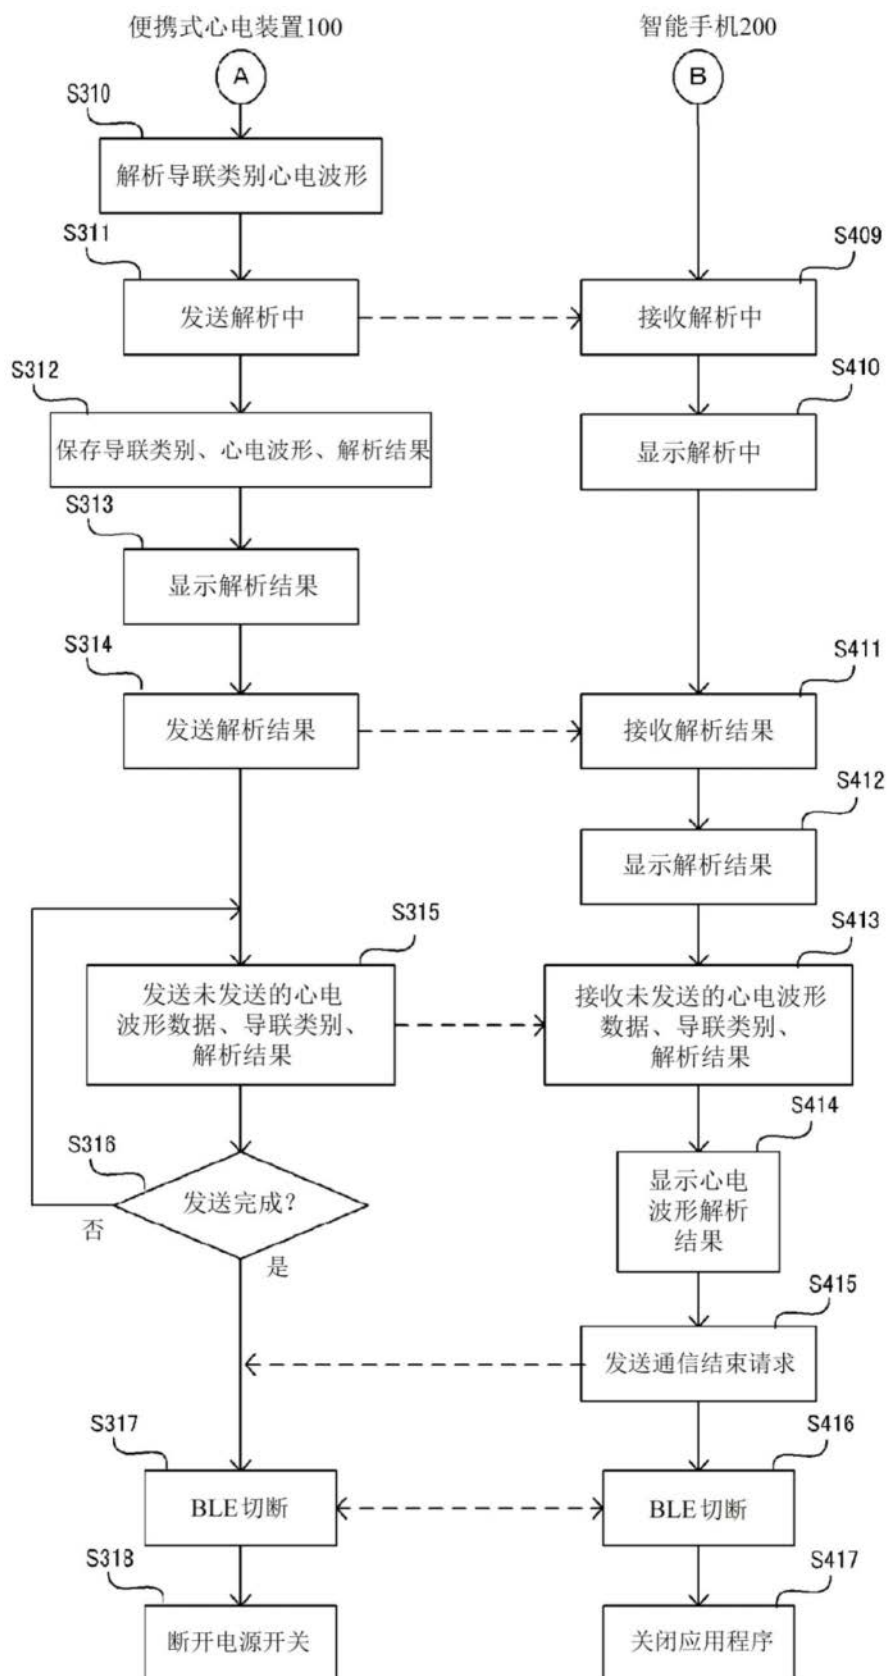 便携式心电装置100
智能手机200
A
B
S310
解析导联类别心电波形
S311
发送解析中
S409
接收解析中
S312
保存导联类别、心电波形、解析结果
S410
显示解析中
S313
显示解析结果
S314
发送解析结果
S411
接收解析结果
S412
显示解析结果
S315
发送未发送的心电
波形数据、导联类别、
解析结果
S413
接收未发送的心电波形
数据、导联类别、
解析结果
S316
发送完成?
否
是
S414
显示心电
波形解析
结果
S415
发送通信结束请求
S317
BLE切断
S416
BLE切断
S318
断开电源开关
S417
关闭应用程序